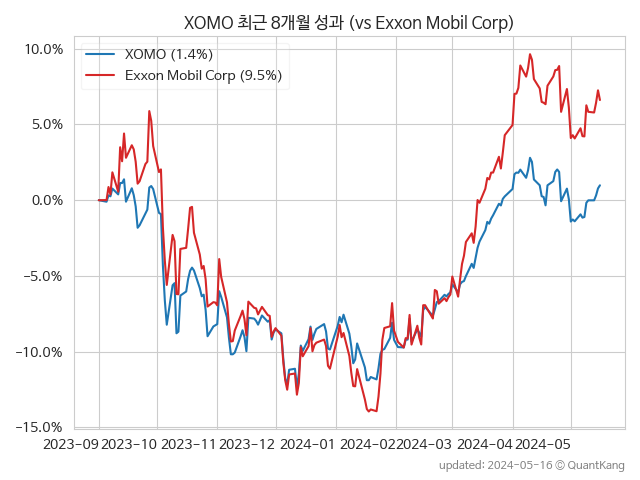 XOMO 최근 8개월 성과 (vs Exxon Mobil Corp)
XOMO (1.4%)
Exxon Mobil Corp (9.5%)
10.0%
5.0%
0.0%
−5.0%
−10.0%
−15.0%
2023-09 2023-10 2023-11 2023-12 2024-01 2024-02 2024-03 2024-04 2024-05
updated: 2024-05-16 © QuantKang